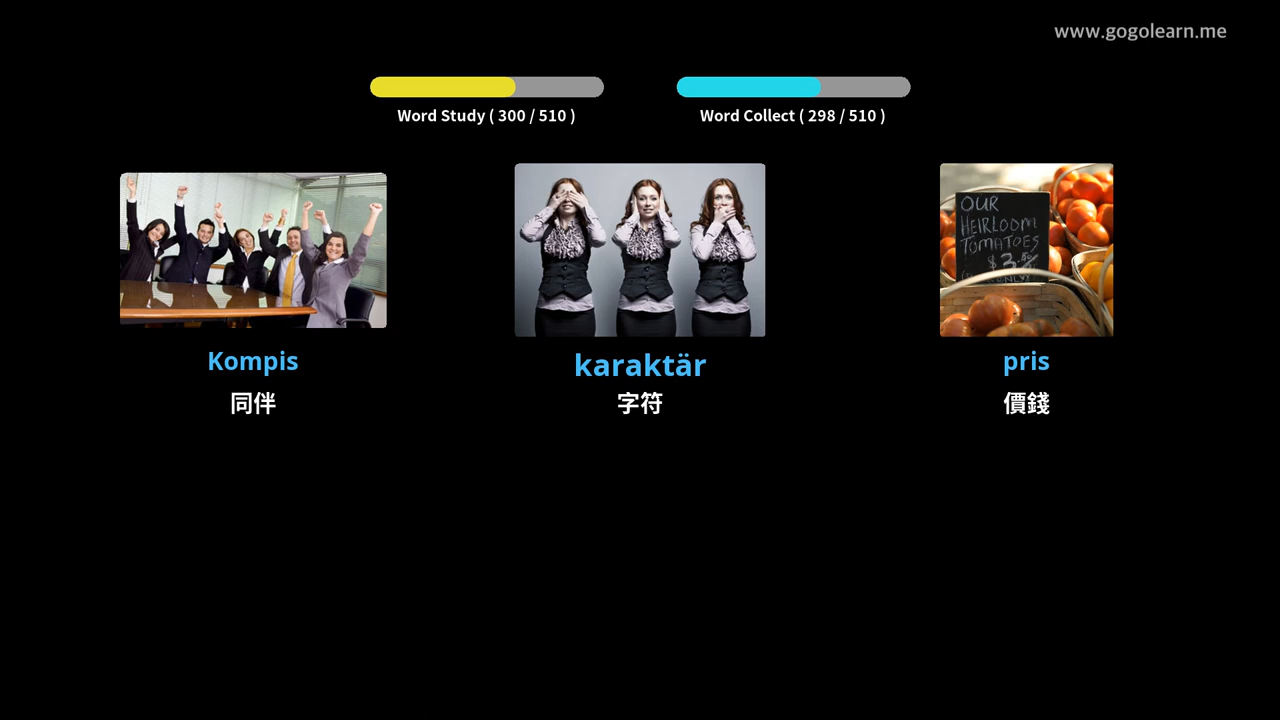 www.gogolearn.me
Word Study ( 300 / 510 )
Word Collect ( 298 / 510 )
OUR
HEIRLOOM
TOMATOES
Kompis
karaktär
pris
同伴
字符
價錢